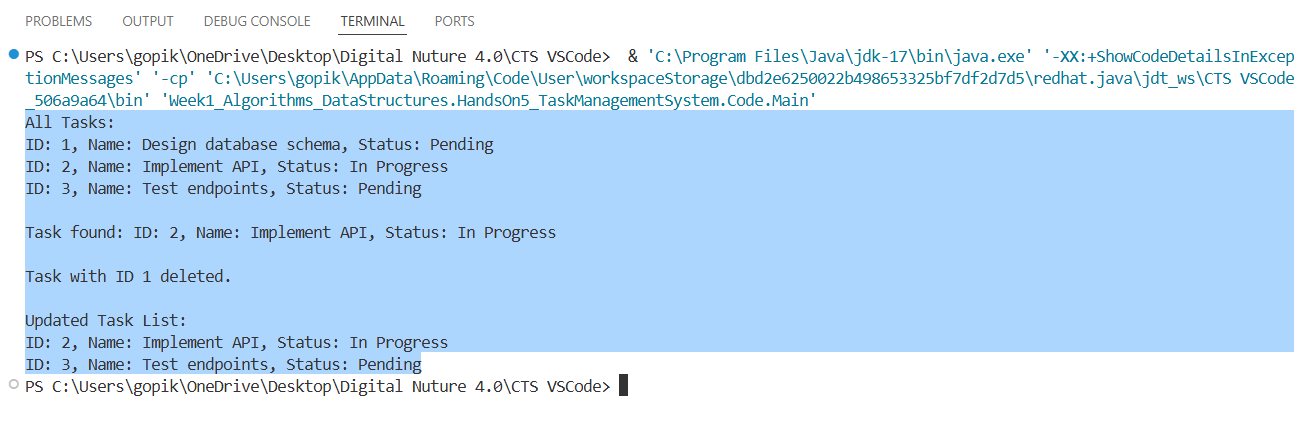 PROBLEMS OUTPUT DEBUG CONSOLE TERMINAL PORTS
PS C:\Users\gopik\OneDrive\Desktop\Digital Nuture 4.0\CTS VSCode>  & 'C:\Program Files\Java\jdk-17\bin\java.exe' '-XX:+ShowCodeDetailsInExcep
tionMessages' '-cp' 'C:\Users\gopik\AppData\Roaming\Code\User\workspaceStorage\dbd2e6250022b498653325bf7df2d7d5\redhat.java\jdt_ws\CTS VSCode
_506a9a64\bin' 'Week1_Algorithms_DataStructures.HandsOn5_TaskManagementSystem.Code.Main'
All Tasks:
ID: 1, Name: Design database schema, Status: Pending
ID: 2, Name: Implement API, Status: In Progress
ID: 3, Name: Test endpoints, Status: Pending
Task found: ID: 2, Name: Implement API, Status: In Progress
Task with ID 1 deleted.
Updated Task List:
ID: 2, Name: Implement API, Status: In Progress
ID: 3, Name: Test endpoints, Status: Pending
PS C:\Users\gopik\OneDrive\Desktop\Digital Nuture 4.0\CTS VSCode>